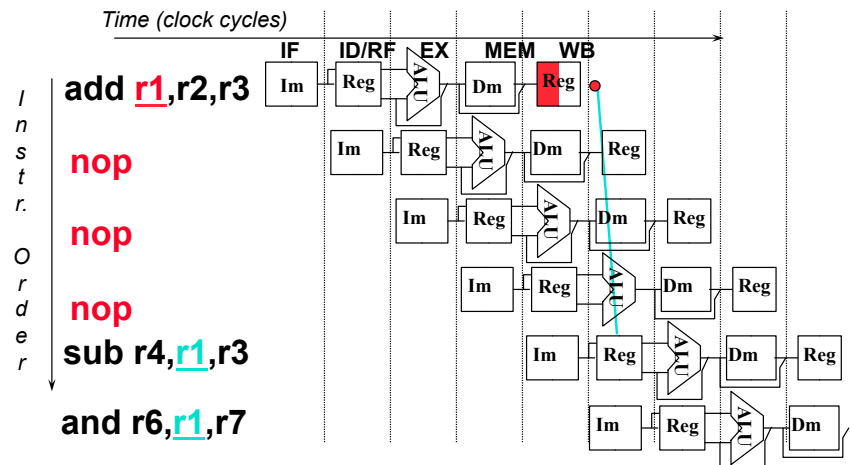 Time (clock cycles)
IF ID/RF EX MEM WB
Instr. Order
add r1,r2,r3 Im Reg ALU Dm Reg
nop Im Reg ALU Dm Reg
nop Im Reg ALU Dm Reg
nop Im Reg ALU Dm Reg
sub r4,r1,r3 Im Reg ALU Dm Reg
and r6,r1,r7 Im Reg ALU Dm